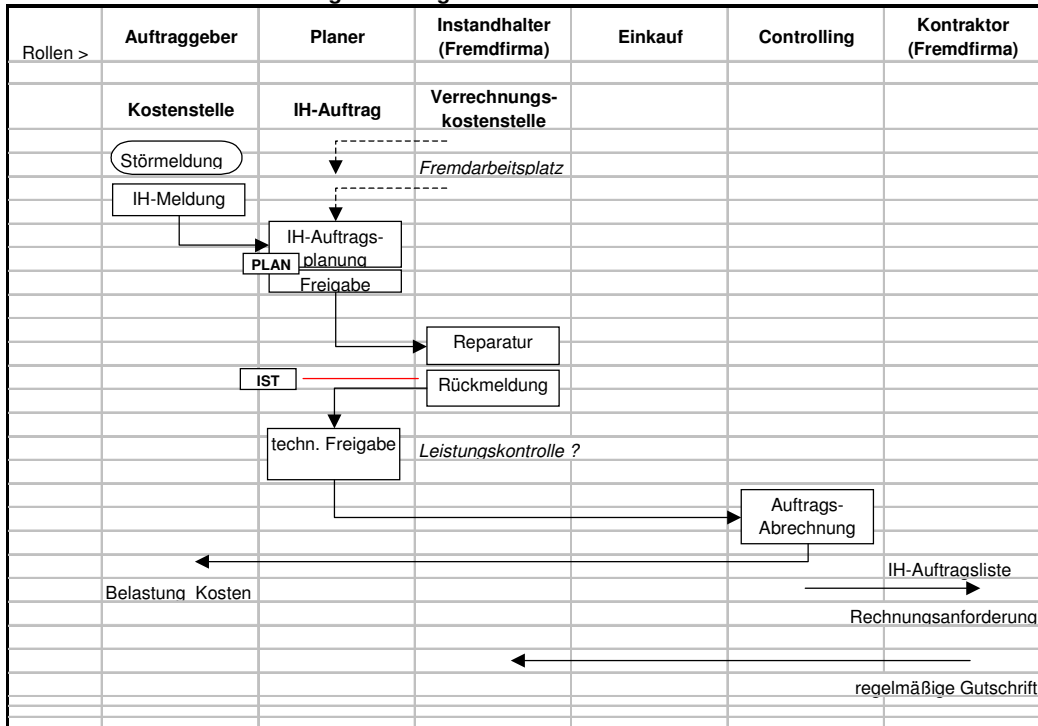 Rollen >
Auftraggeber
Planer
Instandhalter
(Fremdfirma)
Einkauf
Controlling
Kontraktor
(Fremdfirma)
Kostenstelle
IH-Auftrag
Verrechnungs-
kostenstelle
Störmeldung
Fremdarbeitsplatz
IH-Meldung
IH-Auftrags-
planung
PLAN
Freigabe
Reparatur
IST
Rückmeldung
techn. Freigabe
Leistungskontrolle ?
Auftrags-
Abrechnung
IH-Auftragsliste
Belastung Kosten
Rechnungsanforderung
regelmäßige Gutschrift